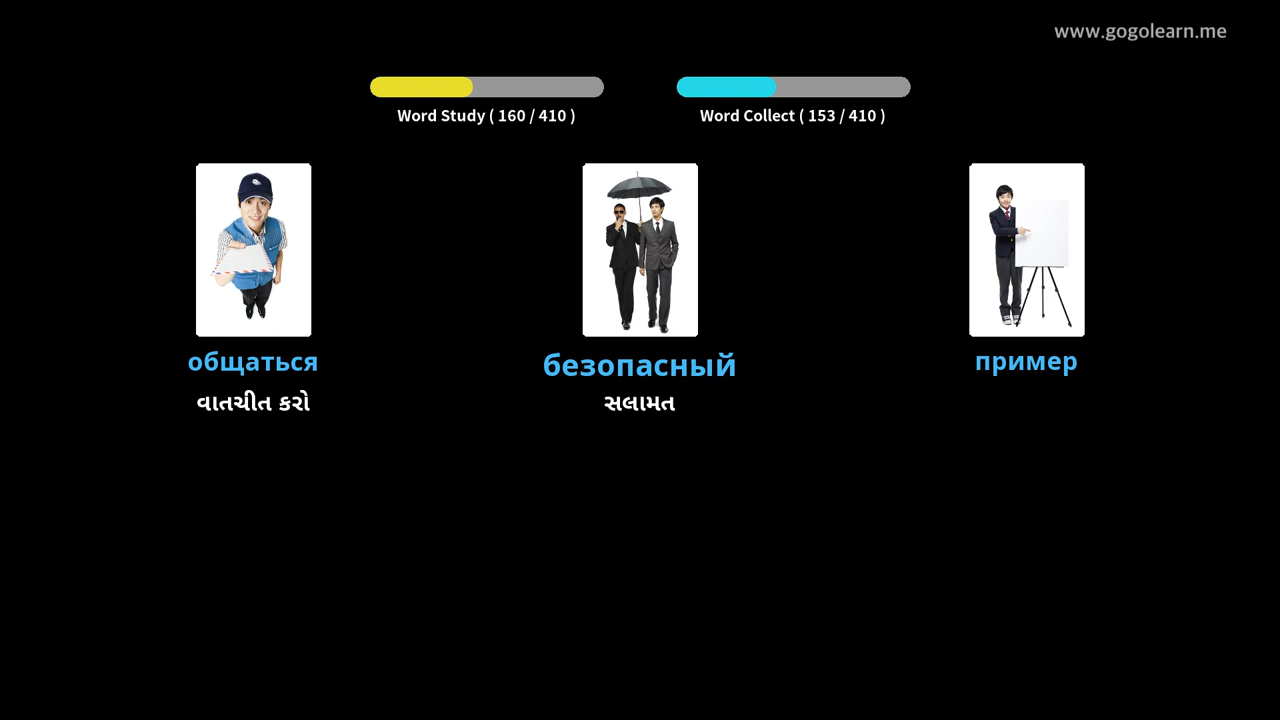 www.gogolearn.me
Word Study ( 160 / 410 )
Word Collect ( 153 / 410 )
общаться
безопасный
пример
વાતચીત કરો
સલામત